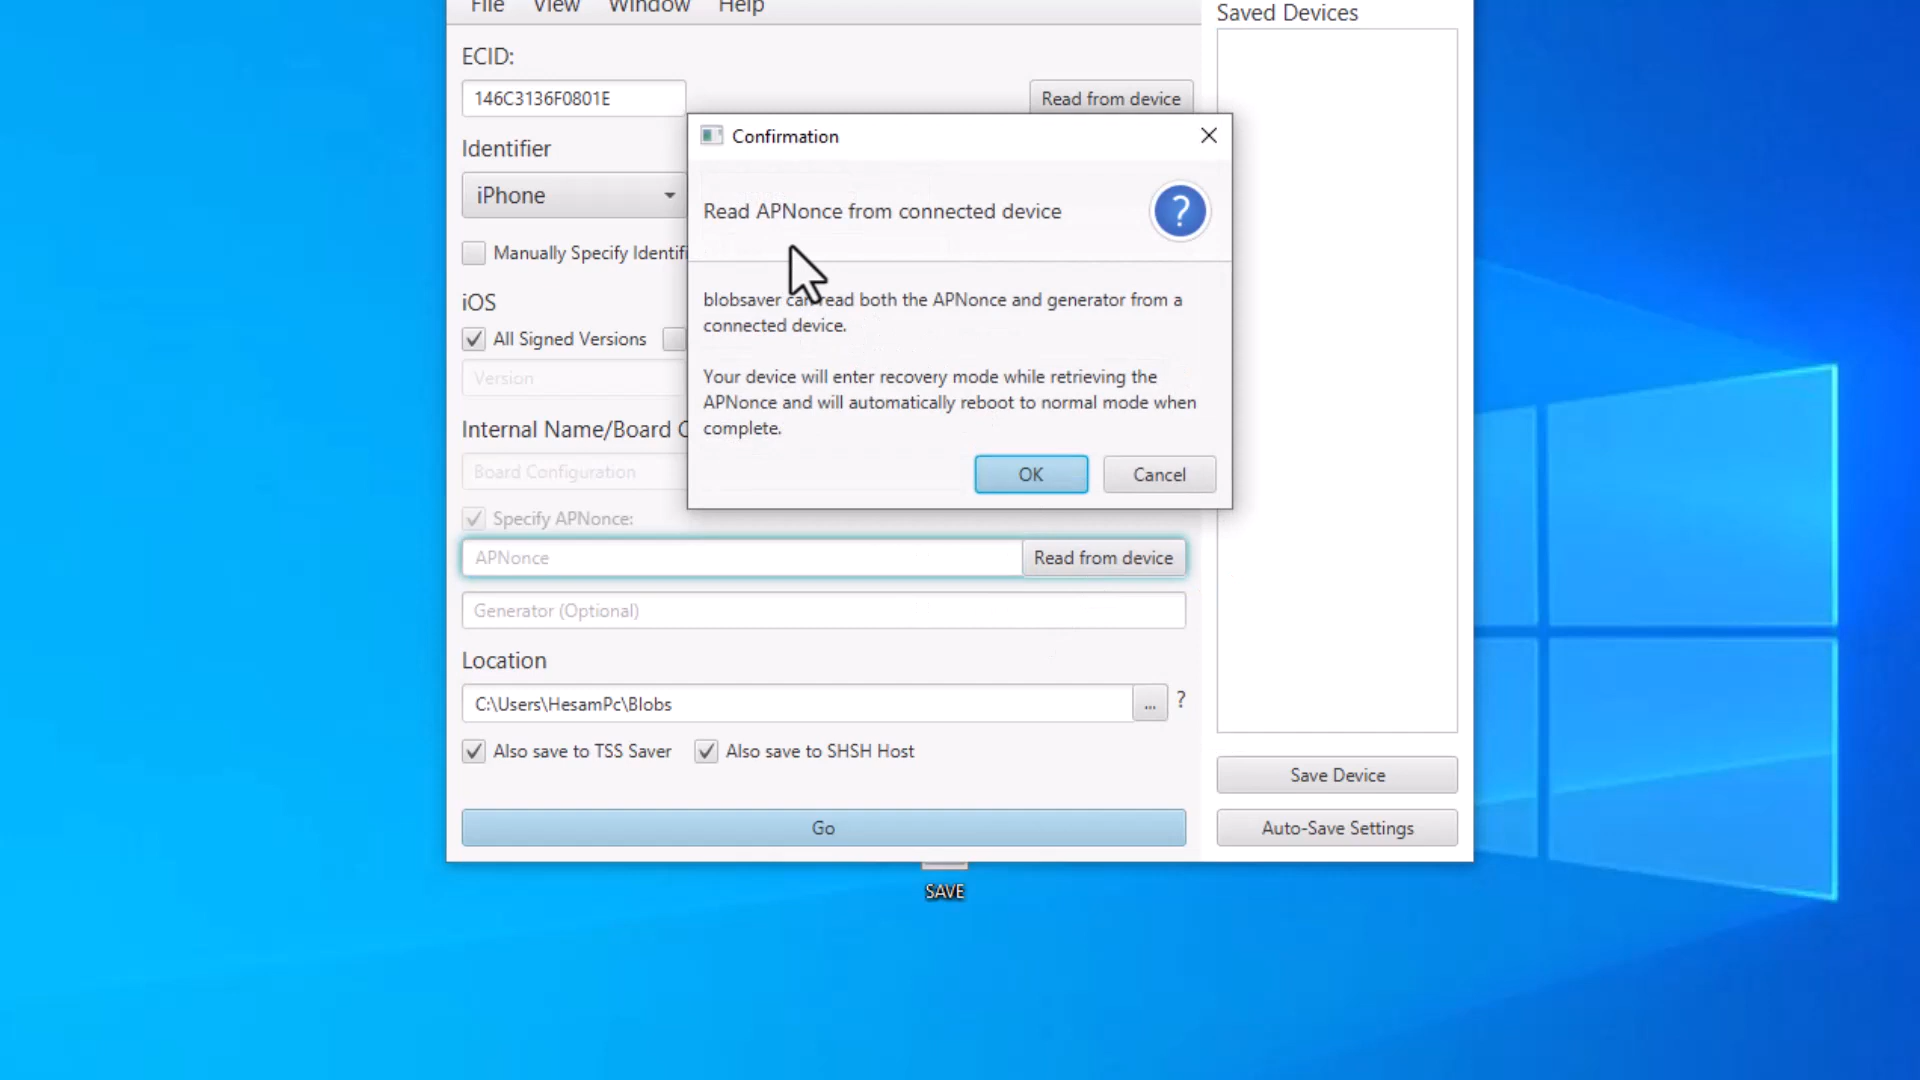 File View Window Help
Saved Devices
ECID:
146C3136F0801E
Read from device
Confirmation
Identifier
iPhone
Read APNonce from connected device
?
Manually Specify Identifi
blobsaver can read both the APNonce and generator from a
connected device.
iOS
All Signed Versions
Version
Your device will enter recovery mode while retrieving the
APNonce and will automatically reboot to normal mode when
complete.
Internal Name/Board C
Board Configuration
OK
Cancel
Specify APNonce:
APNonce
Read from device
Generator (Optional)
Location
C:\Users\HesamPc\Blobs
...
?
Also save to TSS Saver
Also save to SHSH Host
Save Device
Go
Auto-Save Settings
SAVE